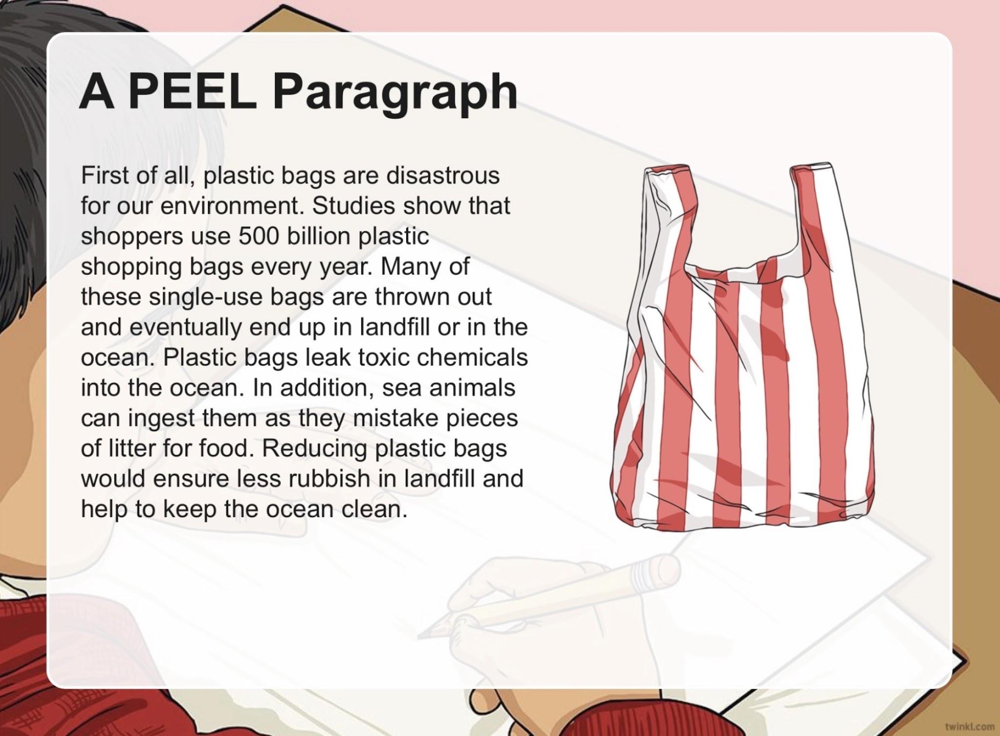 A PEEL Paragraph
First of all, plastic bags are disastrous
for our environment. Studies show that
shoppers use 500 billion plastic
shopping bags every year. Many of
these single-use bags are thrown out
and eventually end up in landfill or in the
ocean. Plastic bags leak toxic chemicals
into the ocean. In addition, sea animals
can ingest them as they mistake pieces
of litter for food. Reducing plastic bags
would ensure less rubbish in landfill and
help to keep the ocean clean.
twinkl.com